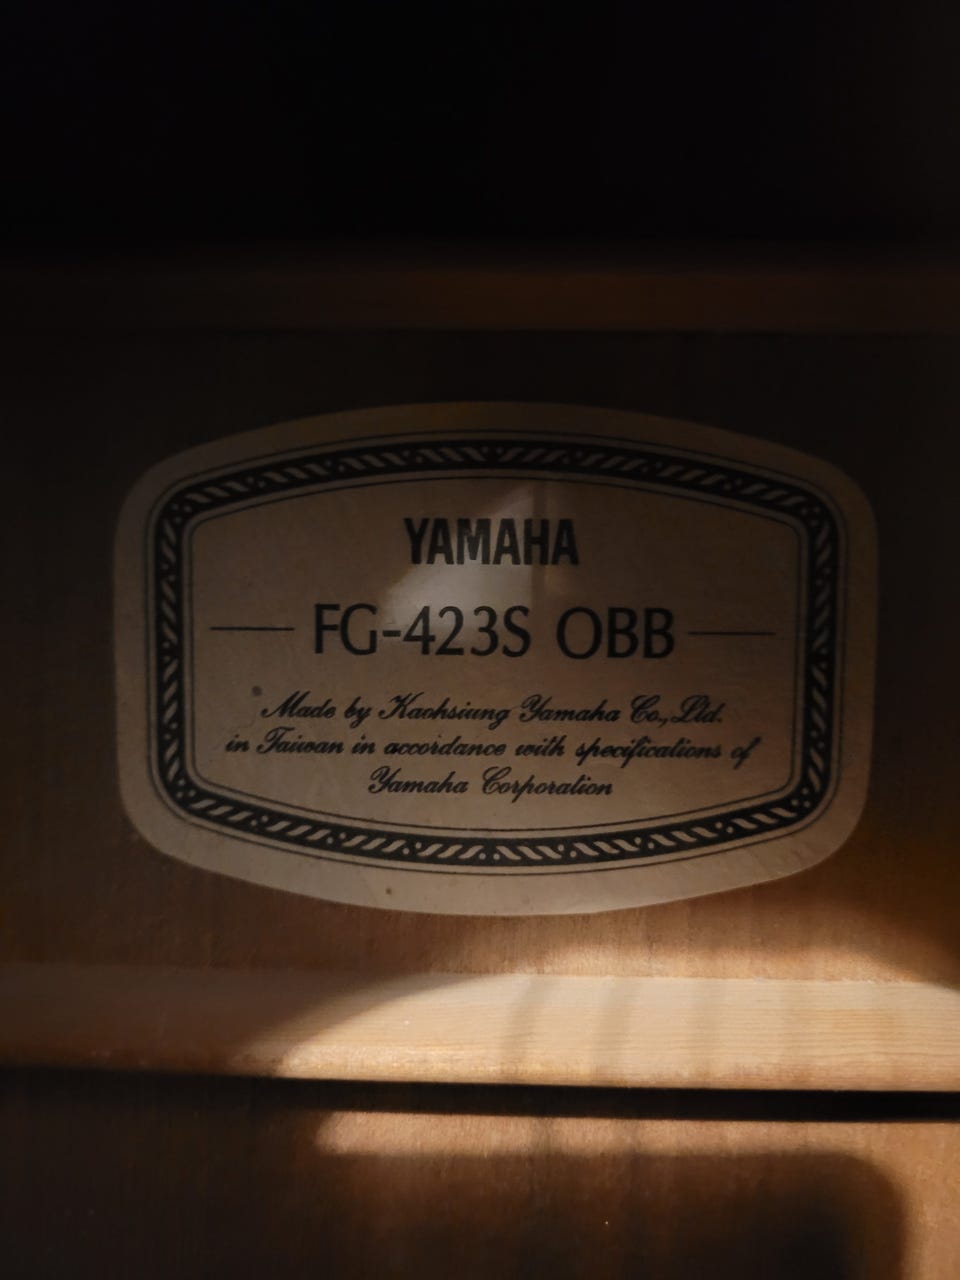 YAMAHA
FG-423S OBB
Made by Kaohsiung Yamaha Co., Ltd.
in Taiwan in accordance with specifications of
Yamaha Corporation